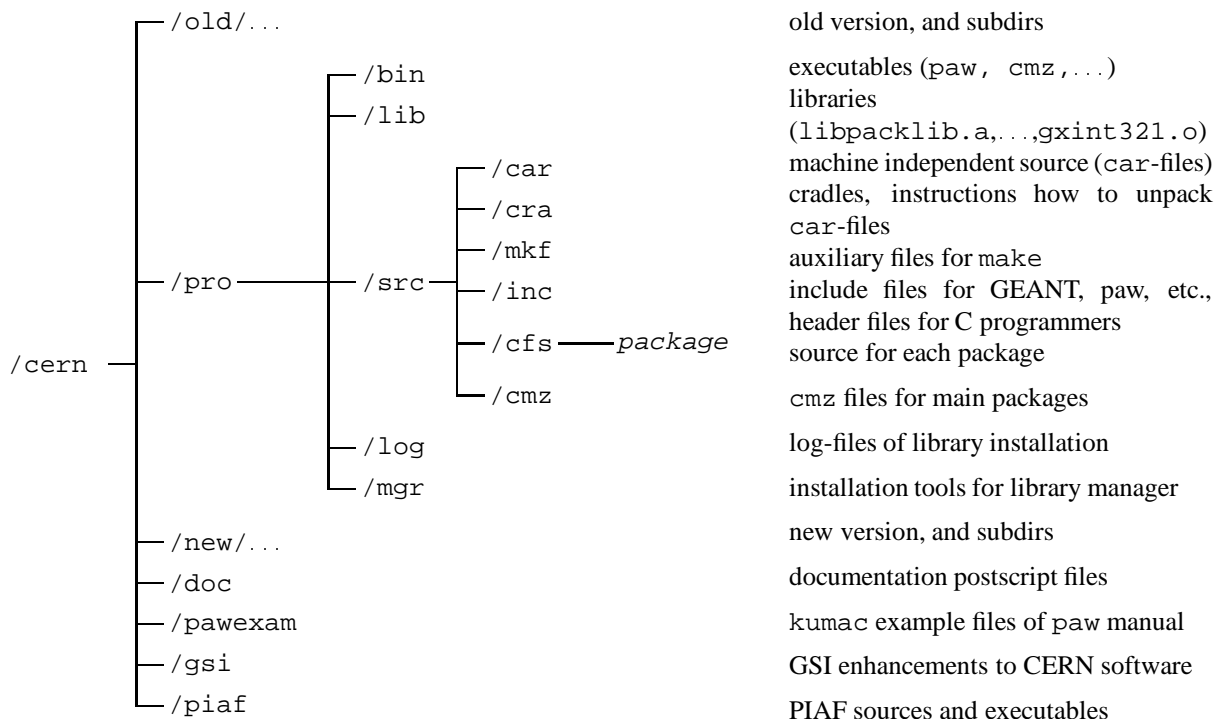 /old/... old version, and subdirs
/bin executables (paw, cmz,...)
/lib libraries
(libpacklib.a,...,gxint321.o)
/car machine independent source (car-files)
/cra cradles, instructions how to unpack
car-files
/mkf auxiliary files for make
/pro /src /inc include files for GEANT, paw, etc.,
header files for C programmers
/cfs package source for each package
/cern
/cmz cmz files for main packages
/log log-files of library installation
/mgr installation tools for library manager
/new/... new version, and subdirs
/doc documentation postscript files
/pawexam kumac example files of paw manual
/gsi GSI enhancements to CERN software
/piaf PIAF sources and executables